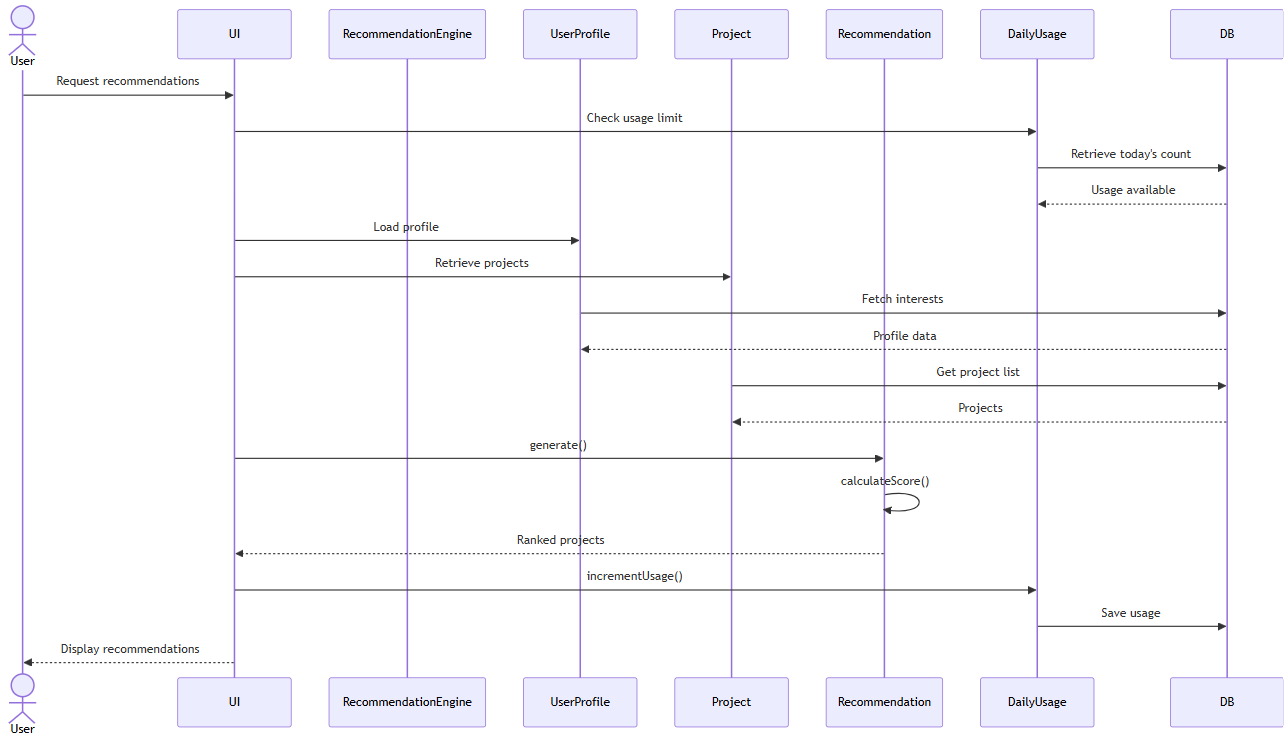 User
UI
RecommendationEngine
UserProfile
Project
Recommendation
DailyUsage
DB
Request recommendations
Check usage limit
Retrieve today's count
Usage available
Load profile
Retrieve projects
Fetch interests
Profile data
Get project list
Projects
generate()
calculateScore()
Ranked projects
incrementUsage()
Save usage
Display recommendations
User
UI
RecommendationEngine
UserProfile
Project
Recommendation
DailyUsage
DB